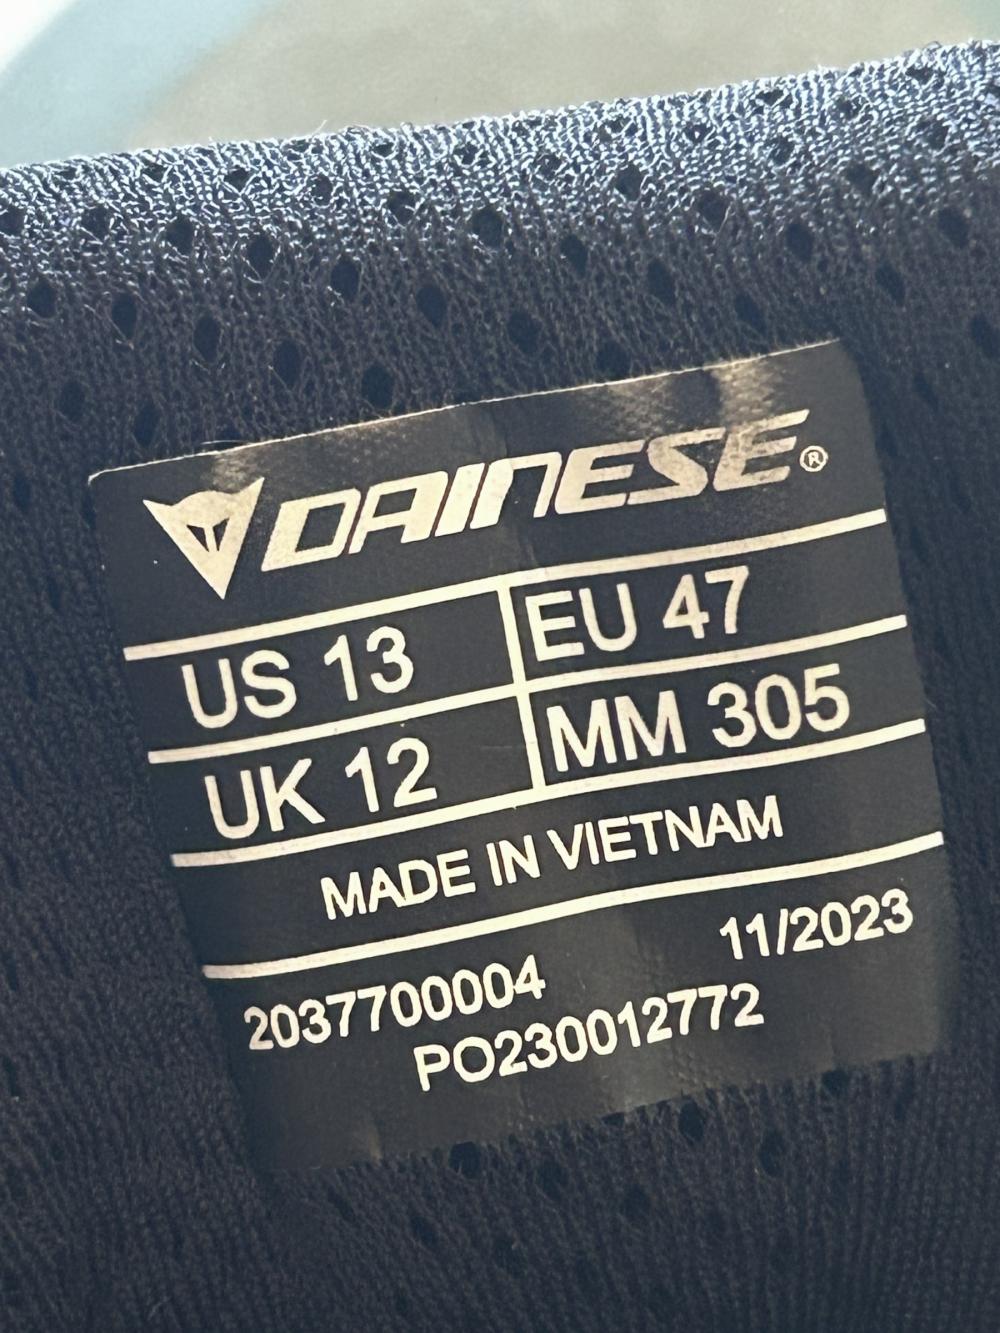 DAINESE®
US 13 EU 47
UK 12 MM 305
MADE IN VIETNAM
11/2023
2037700004
PO230012772